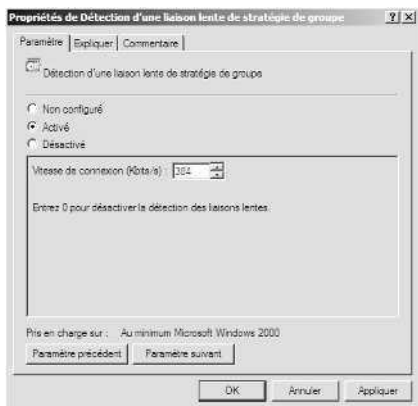 Propriétés de Détection d'une liaison lente de stratégie de groupe
Paramètre Expliquer Commentaire
Détection d'une liaison lente de stratégie de groupe
Non configuré
Activé
Désactivé
Vitesse de connexion (Kbits/s) : 384
Entrez 0 pour désactiver la détection des liaisons lentes.
Pris en charge sur : Au minimum Microsoft Windows 2000
Paramètre précédent Paramètre suivant
OK Annuler Appliquer